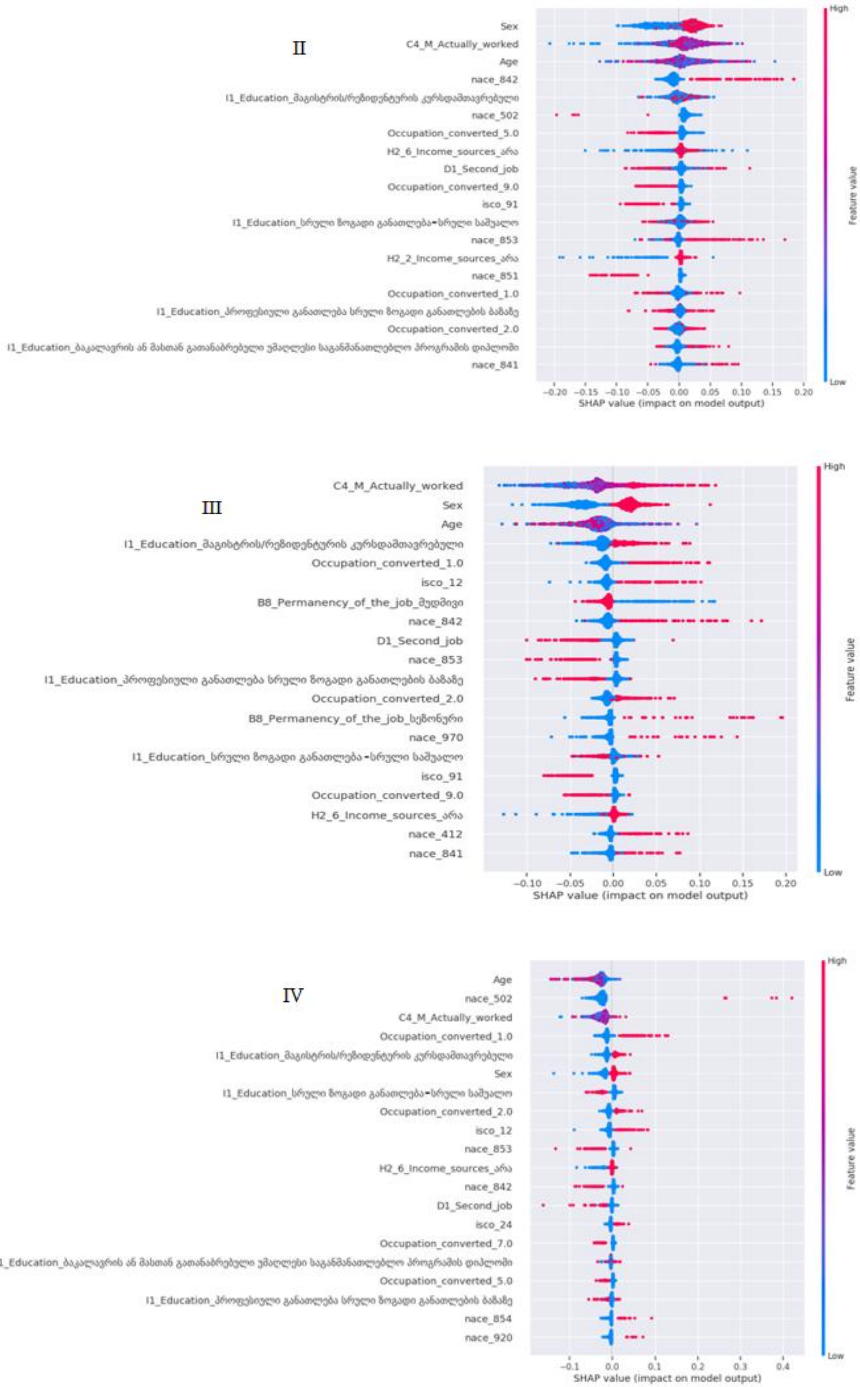 II
High
Sex
C4_M_Actually_worked
Age
nace_842
I1_Education_მაგისტრის/რეზიდენტურის კურსდამთავრებული
nace_502
Occupation_converted_5.0
H2_6_Income_sources_არა
D1_Second_job
Occupation_converted_9.0
isco_91
I1_Education_სრული ზოგადი განათლება-სრული საშუალო
nace_853
H2_2_Income_sources_არა
nace_851
Occupation_converted_1.0
I1_Education_პროფესიული განათლება სრული ზოგადი განათლების ბაზაზე
Occupation_converted_2.0
I1_Education_ბაკალავრის ან მასთან გათანაბრებული უმაღლესი საგანმანათლებლო პროგრამის დიპლომი
nace_841
Feature value
Low
−0.20 −0.15 −0.10 −0.05 0.00 0.05 0.10 0.15 0.20
SHAP value (impact on model output)
III
High
C4_M_Actually_worked
Sex
Age
I1_Education_მაგისტრის/რეზიდენტურის კურსდამთავრებული
Occupation_converted_1.0
isco_12
B8_Permanency_of_the_job_მუდმივი
nace_842
D1_Second_job
nace_853
I1_Education_პროფესიული განათლება სრული ზოგადი განათლების ბაზაზე
Occupation_converted_2.0
B8_Permanency_of_the_job_სეზონური
nace_970
I1_Education_სრული ზოგადი განათლება-სრული საშუალო
isco_91
Occupation_converted_9.0
H2_6_Income_sources_არა
nace_412
nace_841
Feature value
Low
−0.10 −0.05 0.00 0.05 0.10 0.15 0.20
SHAP value (impact on model output)
IV
High
Age
nace_502
C4_M_Actually_worked
Occupation_converted_1.0
I1_Education_მაგისტრის/რეზიდენტურის კურსდამთავრებული
Sex
I1_Education_სრული ზოგადი განათლება-სრული საშუალო
Occupation_converted_2.0
isco_12
nace_853
H2_6_Income_sources_არა
nace_842
D1_Second_job
isco_24
Occupation_converted_7.0
1_Education_ბაკალავრის ან მასთან გათანაბრებული უმაღლესი საგანმანათლებლო პროგრამის დიპლომი
Occupation_converted_5.0
I1_Education_პროფესიული განათლება სრული ზოგადი განათლების ბაზაზე
nace_854
nace_920
Feature value
Low
−0.1 0.0 0.1 0.2 0.3 0.4
SHAP value (impact on model output)